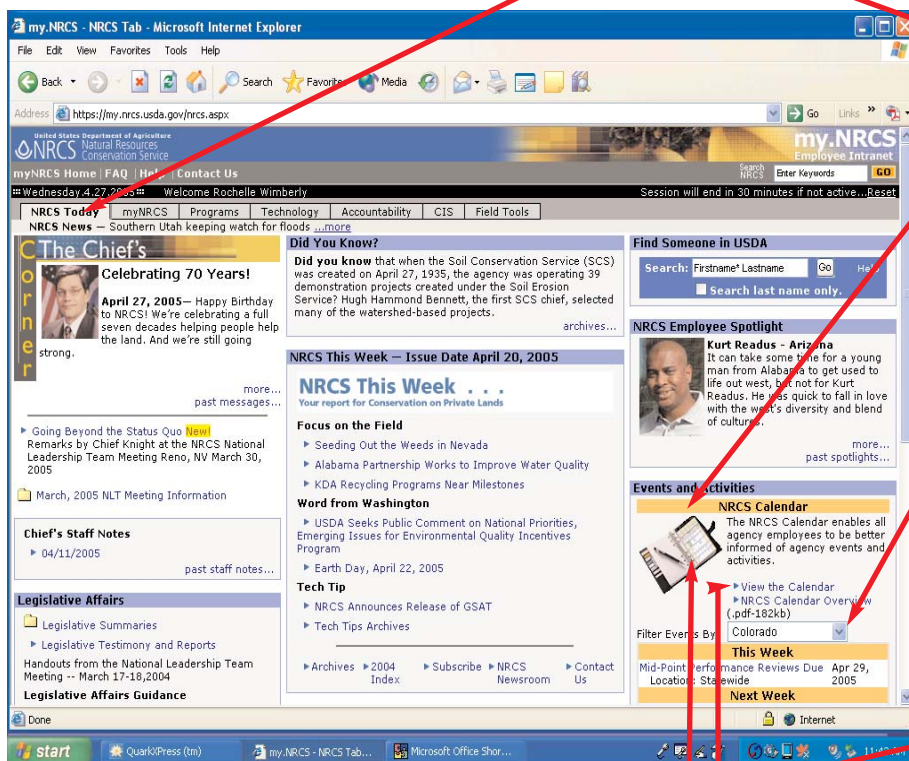 my.NRCS - NRCS Tab - Microsoft Internet Explorer
File Edit View Favorites Tools Help
Back Search Favorites Media
Address https://my.nrcs.usda.gov/nrcs.aspx Go Links »
United States Department of Agriculture
NRCS Natural Resources
Conservation Service
my.NRCS
Employee Intranet
myNRCS Home | FAQ | Help | Contact Us
Search
NRCS Enter Keywords GO
Wednesday.4.27.2005 Welcome Rochelle Wimberly Session will end in 30 minutes if not active...Reset
NRCS Today myNRCS Programs Technology Accountability CIS Field Tools
NRCS News — Southern Utah keeping watch for floods ...more
The Chief's
Corner
Celebrating 70 Years!
April 27, 2005— Happy Birthday
to NRCS! We're celebrating a full
seven decades helping people help
the land. And we're still going
strong.
more...
past messages...
Going Beyond the Status Quo New!
Remarks by Chief Knight at the NRCS National
Leadership Team Meeting Reno, NV March 30,
2005
March, 2005 NLT Meeting Information
Chief's Staff Notes
04/11/2005
past staff notes...
Legislative Affairs
Legislative Summaries
Legislative Testimony and Reports
Handouts from the National Leadership Team
Meeting -- March 17-18,2004
Legislative Affairs Guidance
Did You Know?
Did you know that when the Soil Conservation Service (SCS)
was created on April 27, 1935, the agency was operating 39
demonstration projects created under the Soil Erosion
Service? Hugh Hammond Bennett, the first SCS chief, selected
many of the watershed-based projects.
archives...
NRCS This Week — Issue Date April 20, 2005
NRCS This Week . . .
Your report for Conservation on Private Lands
Focus on the Field
Seeding Out the Weeds in Nevada
Alabama Partnership Works to Improve Water Quality
KDA Recycling Programs Near Milestones
Word from Washington
USDA Seeks Public Comment on National Priorities,
Emerging Issues for Environmental Quality Incentives
Program
Earth Day, April 22, 2005
Tech Tip
NRCS Announces Release of GSAT
Tech Tips Archives
Archives 2004 Index Subscribe NRCS Newsroom Contact Us
Find Someone in USDA
Search: Firstname* Lastname Go Help
Search last name only.
NRCS Employee Spotlight
Kurt Readus - Arizona
It can take some time for a young
man from Alabama to get used to
life out west, but not for Kurt
Readus. He was quick to fall in love
with the west's diversity and blend
of cultures.
more...
past spotlights...
Events and Activities
NRCS Calendar
The NRCS Calendar enables all
agency employees to be better
informed of agency events and
activities.
View the Calendar
NRCS Calendar Overview
(.pdf-182kb)
Filter Events By: Colorado
This Week
Mid-Point Performance Reviews Due Apr 29,
Location: Statewide 2005
Next Week
Done Internet
start QuarkXPress (tm) my.NRCS - NRCS Tab... Microsoft Office Shor...